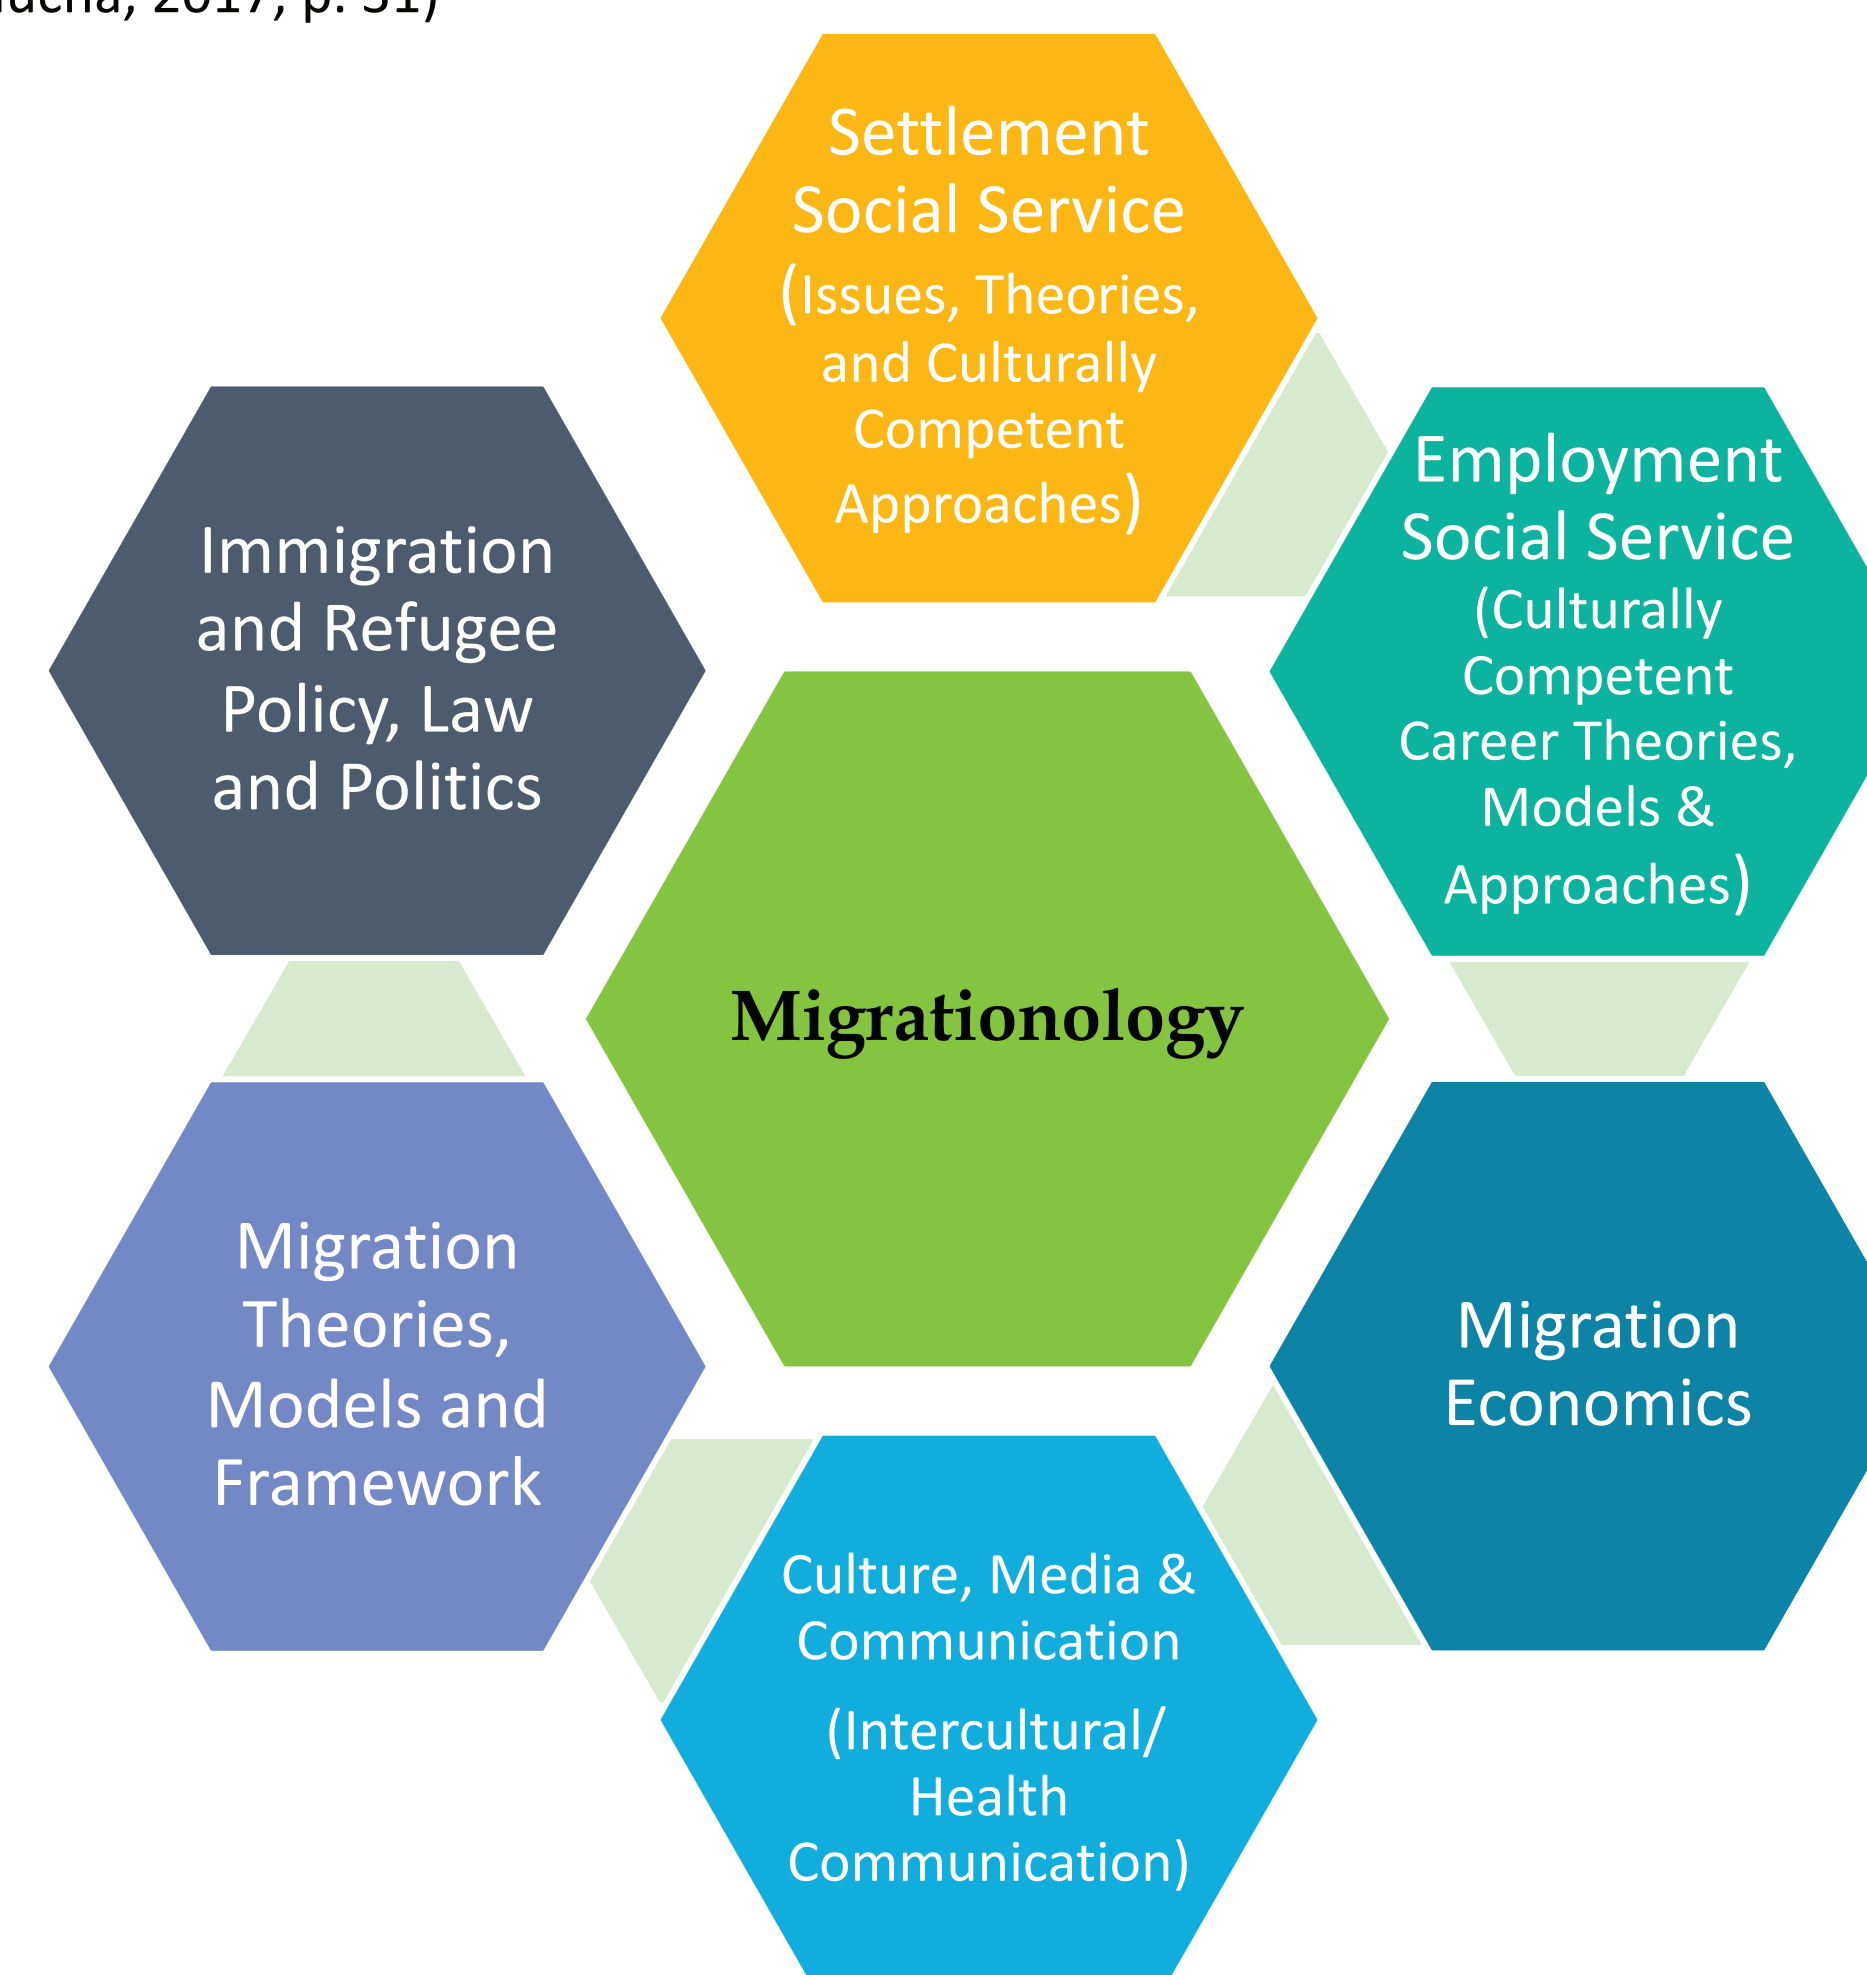 2017, p. 31)
Settlement
Social Service
(Issues, Theories,
and Culturally
Competent
Approaches)
Employment
Social Service
(Culturally
Competent
Career Theories,
Models &
Approaches)
Immigration
and Refugee
Policy, Law
and Politics
Migrationology
Migration
Theories,
Models and
Framework
Migration
Economics
Culture, Media &
Communication
(Intercultural/
Health
Communication)